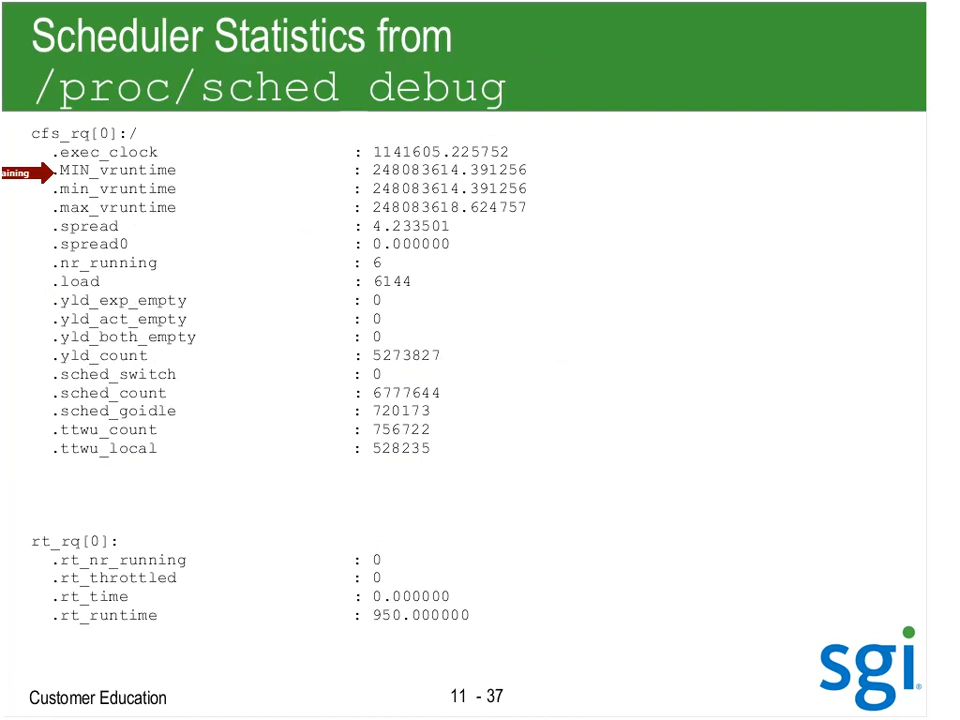 Scheduler Statistics from
/proc/sched_debug
cfs_rq[0]:/
.exec_clock : 1141605.225752
aining
.MIN_vruntime : 248083614.391256
.min_vruntime : 248083614.391256
.max_vruntime : 248083618.624757
.spread : 4.233501
.spread0 : 0.000000
.nr_running : 6
.load : 6144
.yld_exp_empty : 0
.yld_act_empty : 0
.yld_both_empty : 0
.yld_count : 5273827
.sched_switch : 0
.sched_count : 6777644
.sched_goidle : 720173
.ttwu_count : 756722
.ttwu_local : 528235
rt_rq[0]:
.rt_nr_running : 0
.rt_throttled : 0
.rt_time : 0.000000
.rt_runtime : 950.000000
sgi®
Customer Education
11 - 37